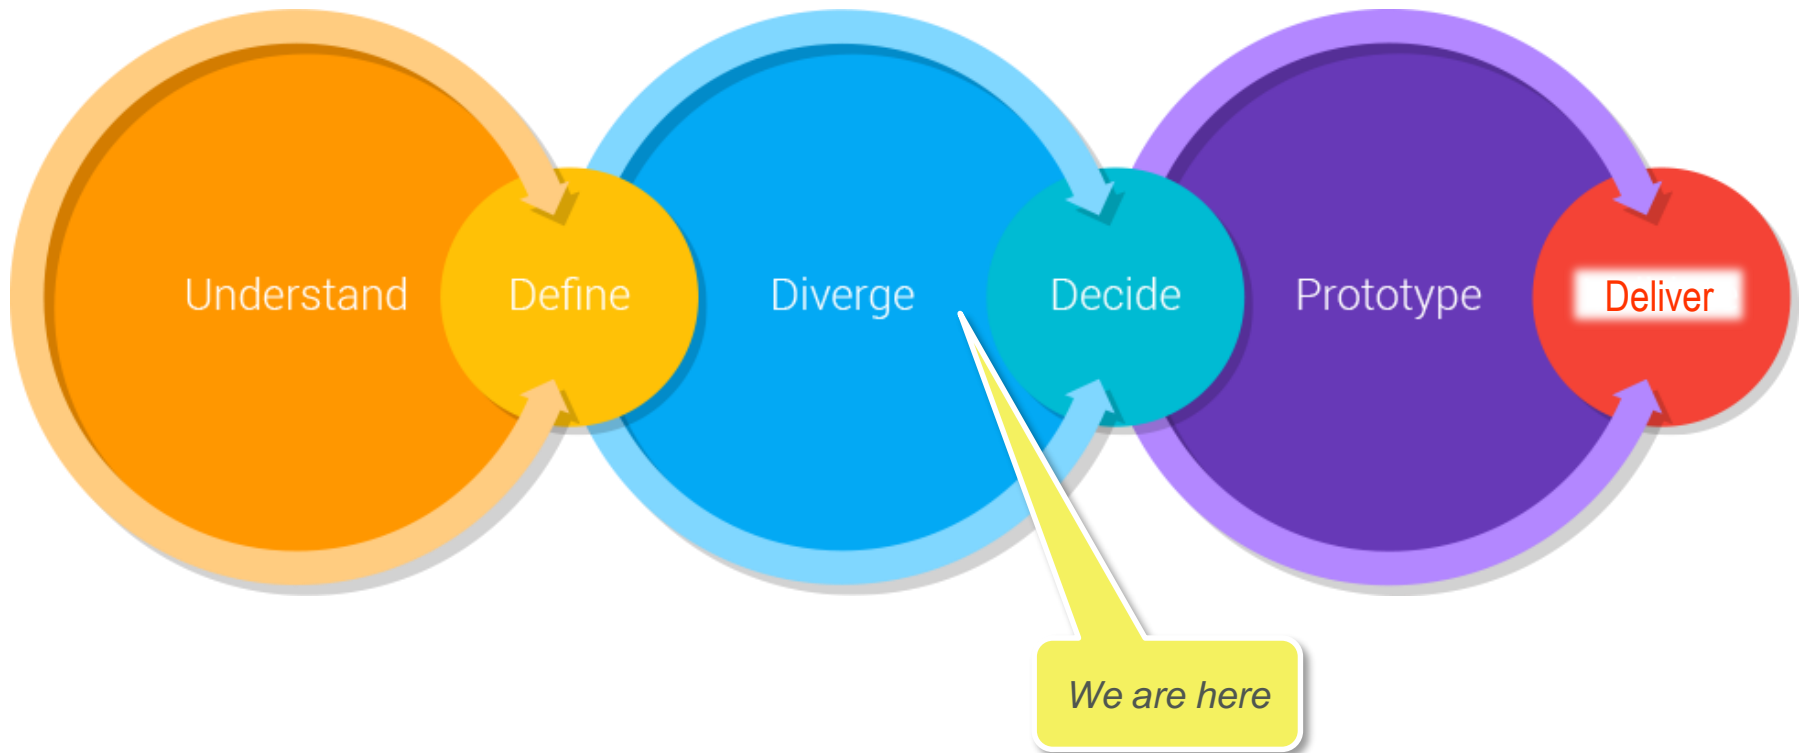 Understand
Define
Diverge
Decide
Prototype
Deliver
We are here